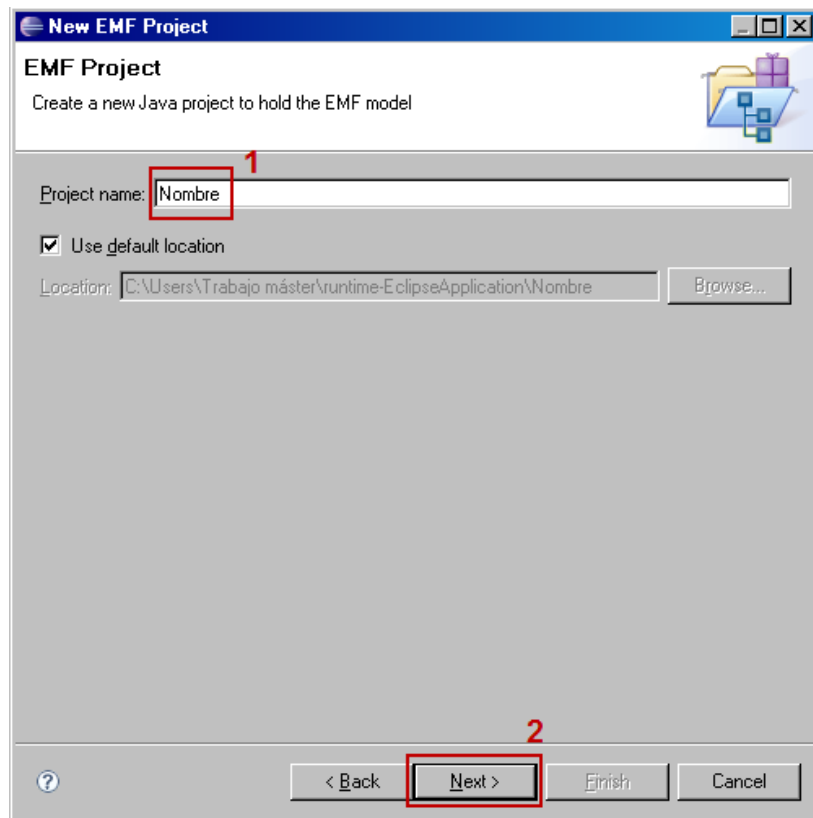 New EMF Project
EMF Project
Create a new Java project to hold the EMF model
1
Project name: Nombre
Use default location
Location: C:\Users\Trabajo máster\runtime-EclipseApplication\Nombre Browse...
2
< Back Next > Finish Cancel